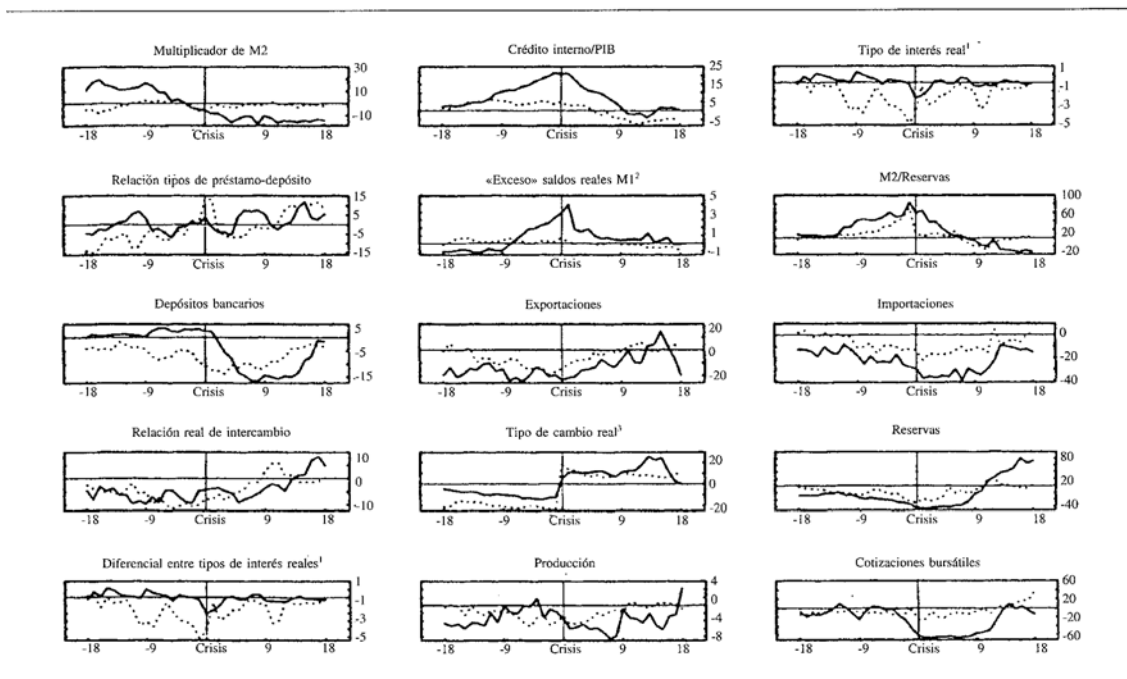 Multiplicador de M2
30
10
-10
-18 -9 Crisis 9 18
Crédito interno/PIB
25
15
5
-5
-18 -9 Crisis 9 18
Tipo de interés real¹
1
-1
-3
-5
-18 -9 Crisis 9 18
Relación tipos de préstamo-depósito
15
5
-5
-15
-18 -9 Crisis 9 18
«Exceso» saldos reales M1²
5
3
1
-1
-18 -9 Crisis 9 18
M2/Reservas
100
60
20
-20
-18 -9 Crisis 9 18
Depósitos bancarios
5
-5
-15
-18 -9 Crisis 9 18
Exportaciones
20
0
-20
-18 -9 Crisis 9 18
Importaciones
0
-20
-40
-18 -9 Crisis 9 18
Relación real de intercambio
10
0
-10
-18 -9 Crisis 9 18
Tipo de cambio real³
20
0
-20
-18 -9 Crisis 9 18
Reservas
80
20
-40
-18 -9 Crisis 9 18
Diferencial entre tipos de interés reales¹
1
-1
-3
-5
-18 -9 Crisis 9 18
Producción
4
0
-4
-8
-18 -9 Crisis 9 18
Cotizaciones bursátiles
60
20
-20
-60
-18 -9 Crisis 9 18